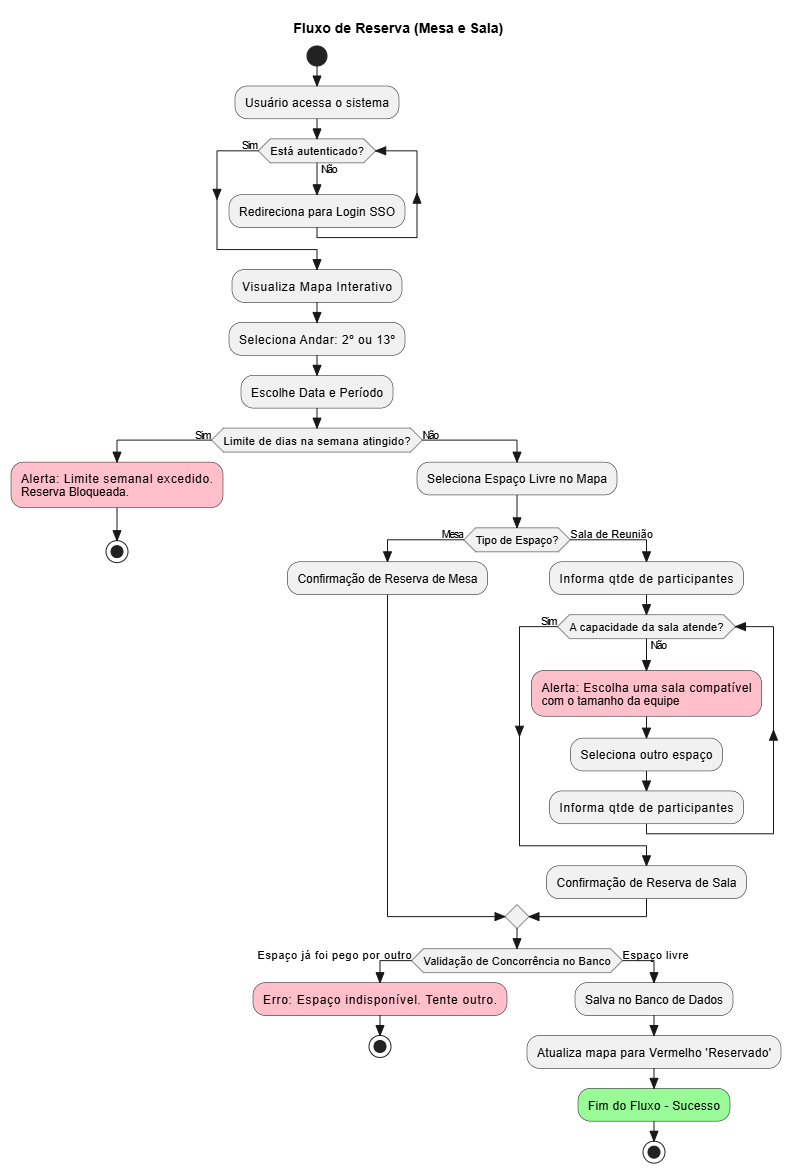 Fluxo de Reserva (Mesa e Sala)
Usuário acessa o sistema
Sim
Está autenticado?
Não
Redireciona para Login SSO
Visualiza Mapa Interativo
Seleciona Andar: 2º ou 13º
Escolhe Data e Período
Sim
Limite de dias na semana atingido?
Não
Alerta: Limite semanal excedido.
Reserva Bloqueada.
Seleciona Espaço Livre no Mapa
Mesa
Tipo de Espaço?
Sala de Reunião
Confirmação de Reserva de Mesa
Informa qtde de participantes
Sim
A capacidade da sala atende?
Não
Alerta: Escolha uma sala compatível
com o tamanho da equipe
Seleciona outro espaço
Informa qtde de participantes
Confirmação de Reserva de Sala
Espaço já foi pego por outro
Validação de Concorrência no Banco
Espaço livre
Erro: Espaço indisponível. Tente outro.
Salva no Banco de Dados
Atualiza mapa para Vermelho 'Reservado'
Fim do Fluxo - Sucesso